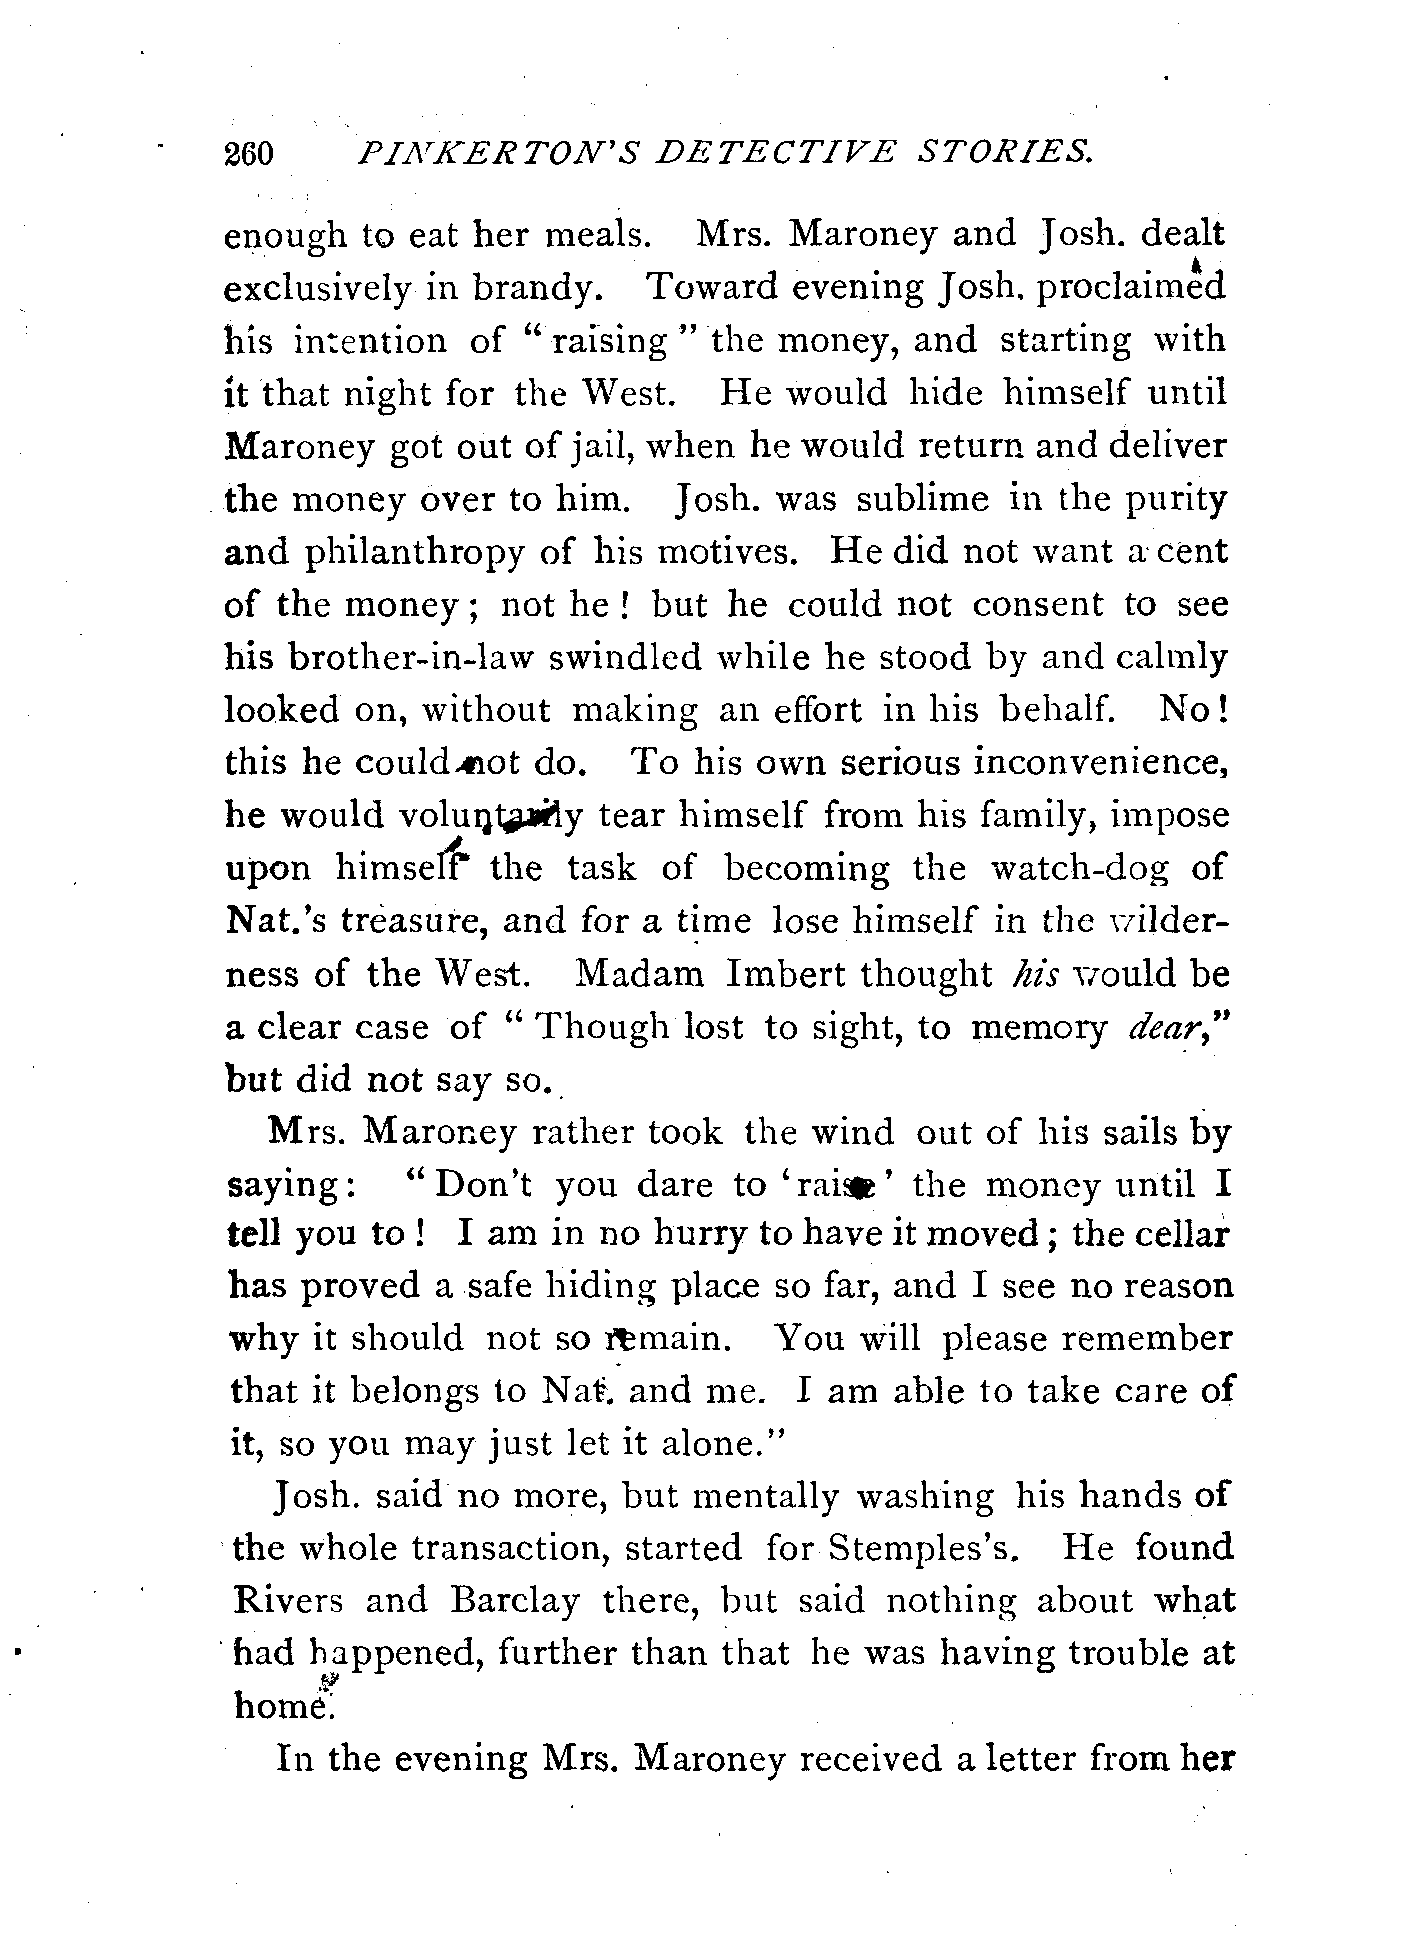 260 PINKERTON'S DETECTIVE STORIES.
enough to eat her meals. Mrs. Maroney and Josh. dealt
exclusively in brandy. Toward evening Josh. proclaimed
his intention of “raising” the money, and starting with
it that night for the West. He would hide himself until
Maroney got out of jail, when he would return and deliver
the money over to him. Josh. was sublime in the purity
and philanthropy of his motives. He did not want a cent
of the money; not he! but he could not consent to see
his brother-in-law swindled while he stood by and calmly
looked on, without making an effort in his behalf. No!
this he could not do. To his own serious inconvenience,
he would voluntarily tear himself from his family, impose
upon himself the task of becoming the watch-dog of
Nat.'s treasure, and for a time lose himself in the wilder-
ness of the West. Madam Imbert thought his would be
a clear case of “Though lost to sight, to memory dear,”
but did not say so.
Mrs. Maroney rather took the wind out of his sails by
saying: “Don't you dare to ‘raise’ the money until I
tell you to! I am in no hurry to have it moved; the cellar
has proved a safe hiding place so far, and I see no reason
why it should not so remain. You will please remember
that it belongs to Nat. and me. I am able to take care of
it, so you may just let it alone.”
Josh. said no more, but mentally washing his hands of
the whole transaction, started for Stemples's. He found
Rivers and Barclay there, but said nothing about what
had happened, further than that he was having trouble at
home.
In the evening Mrs. Maroney received a letter from her